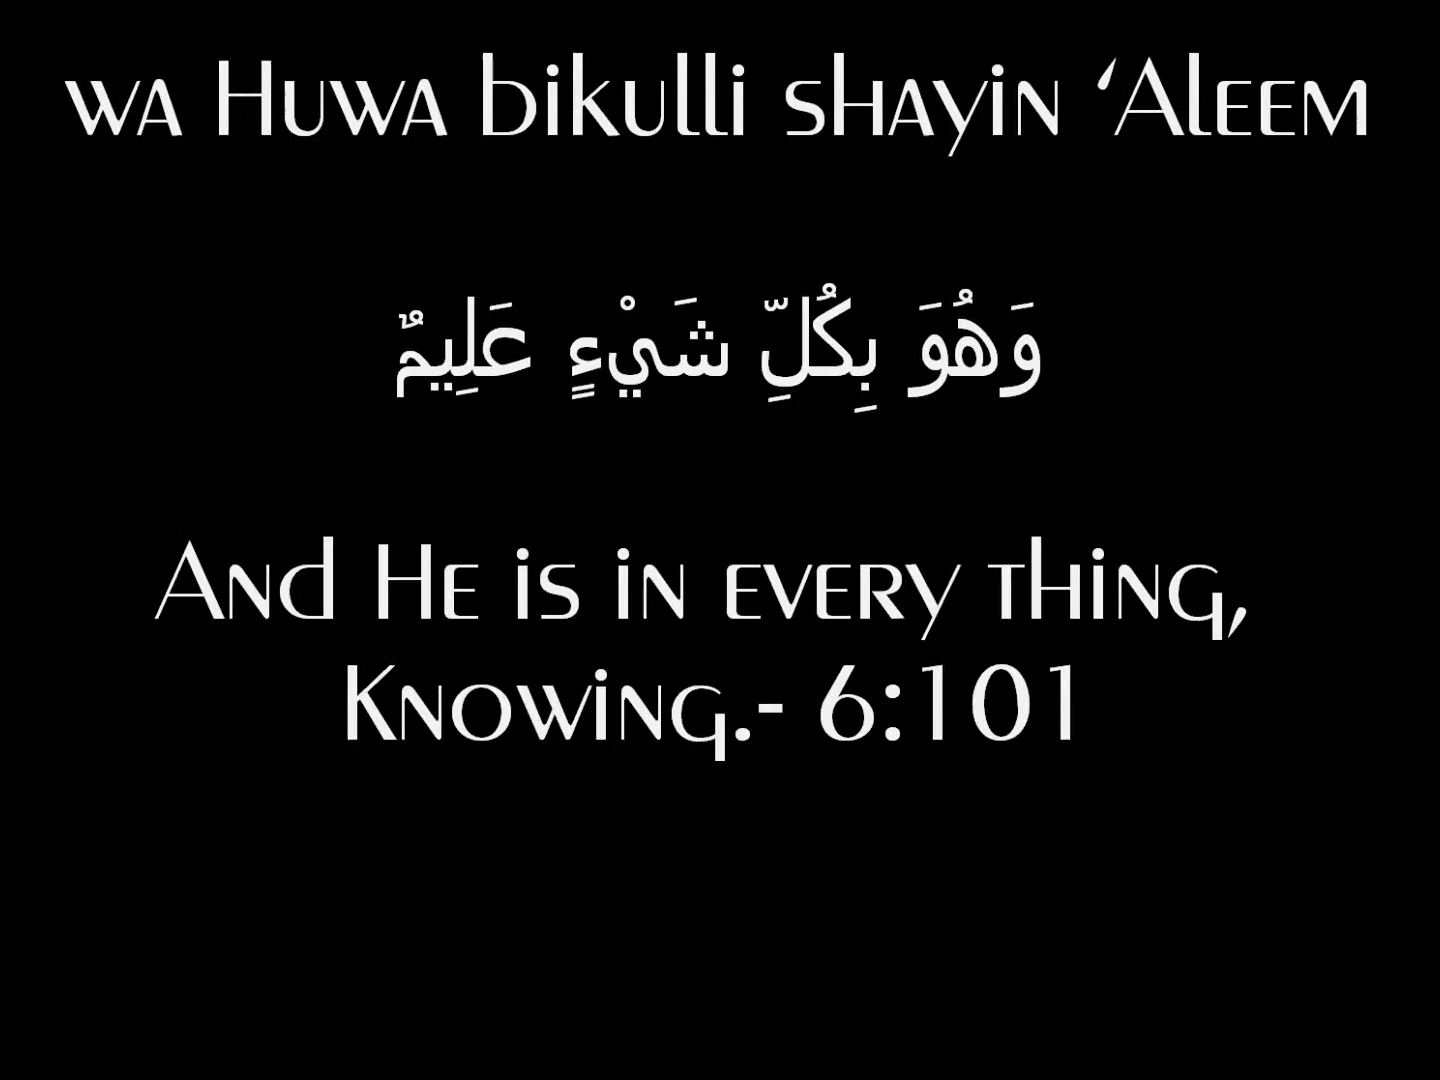 wa Huwa bikulli shayin ‘Aleem
وَهُوَ بِكُلِّ شَيْءٍ عَلِيمٌ
And He is in every thing,
Knowing.- 6:101